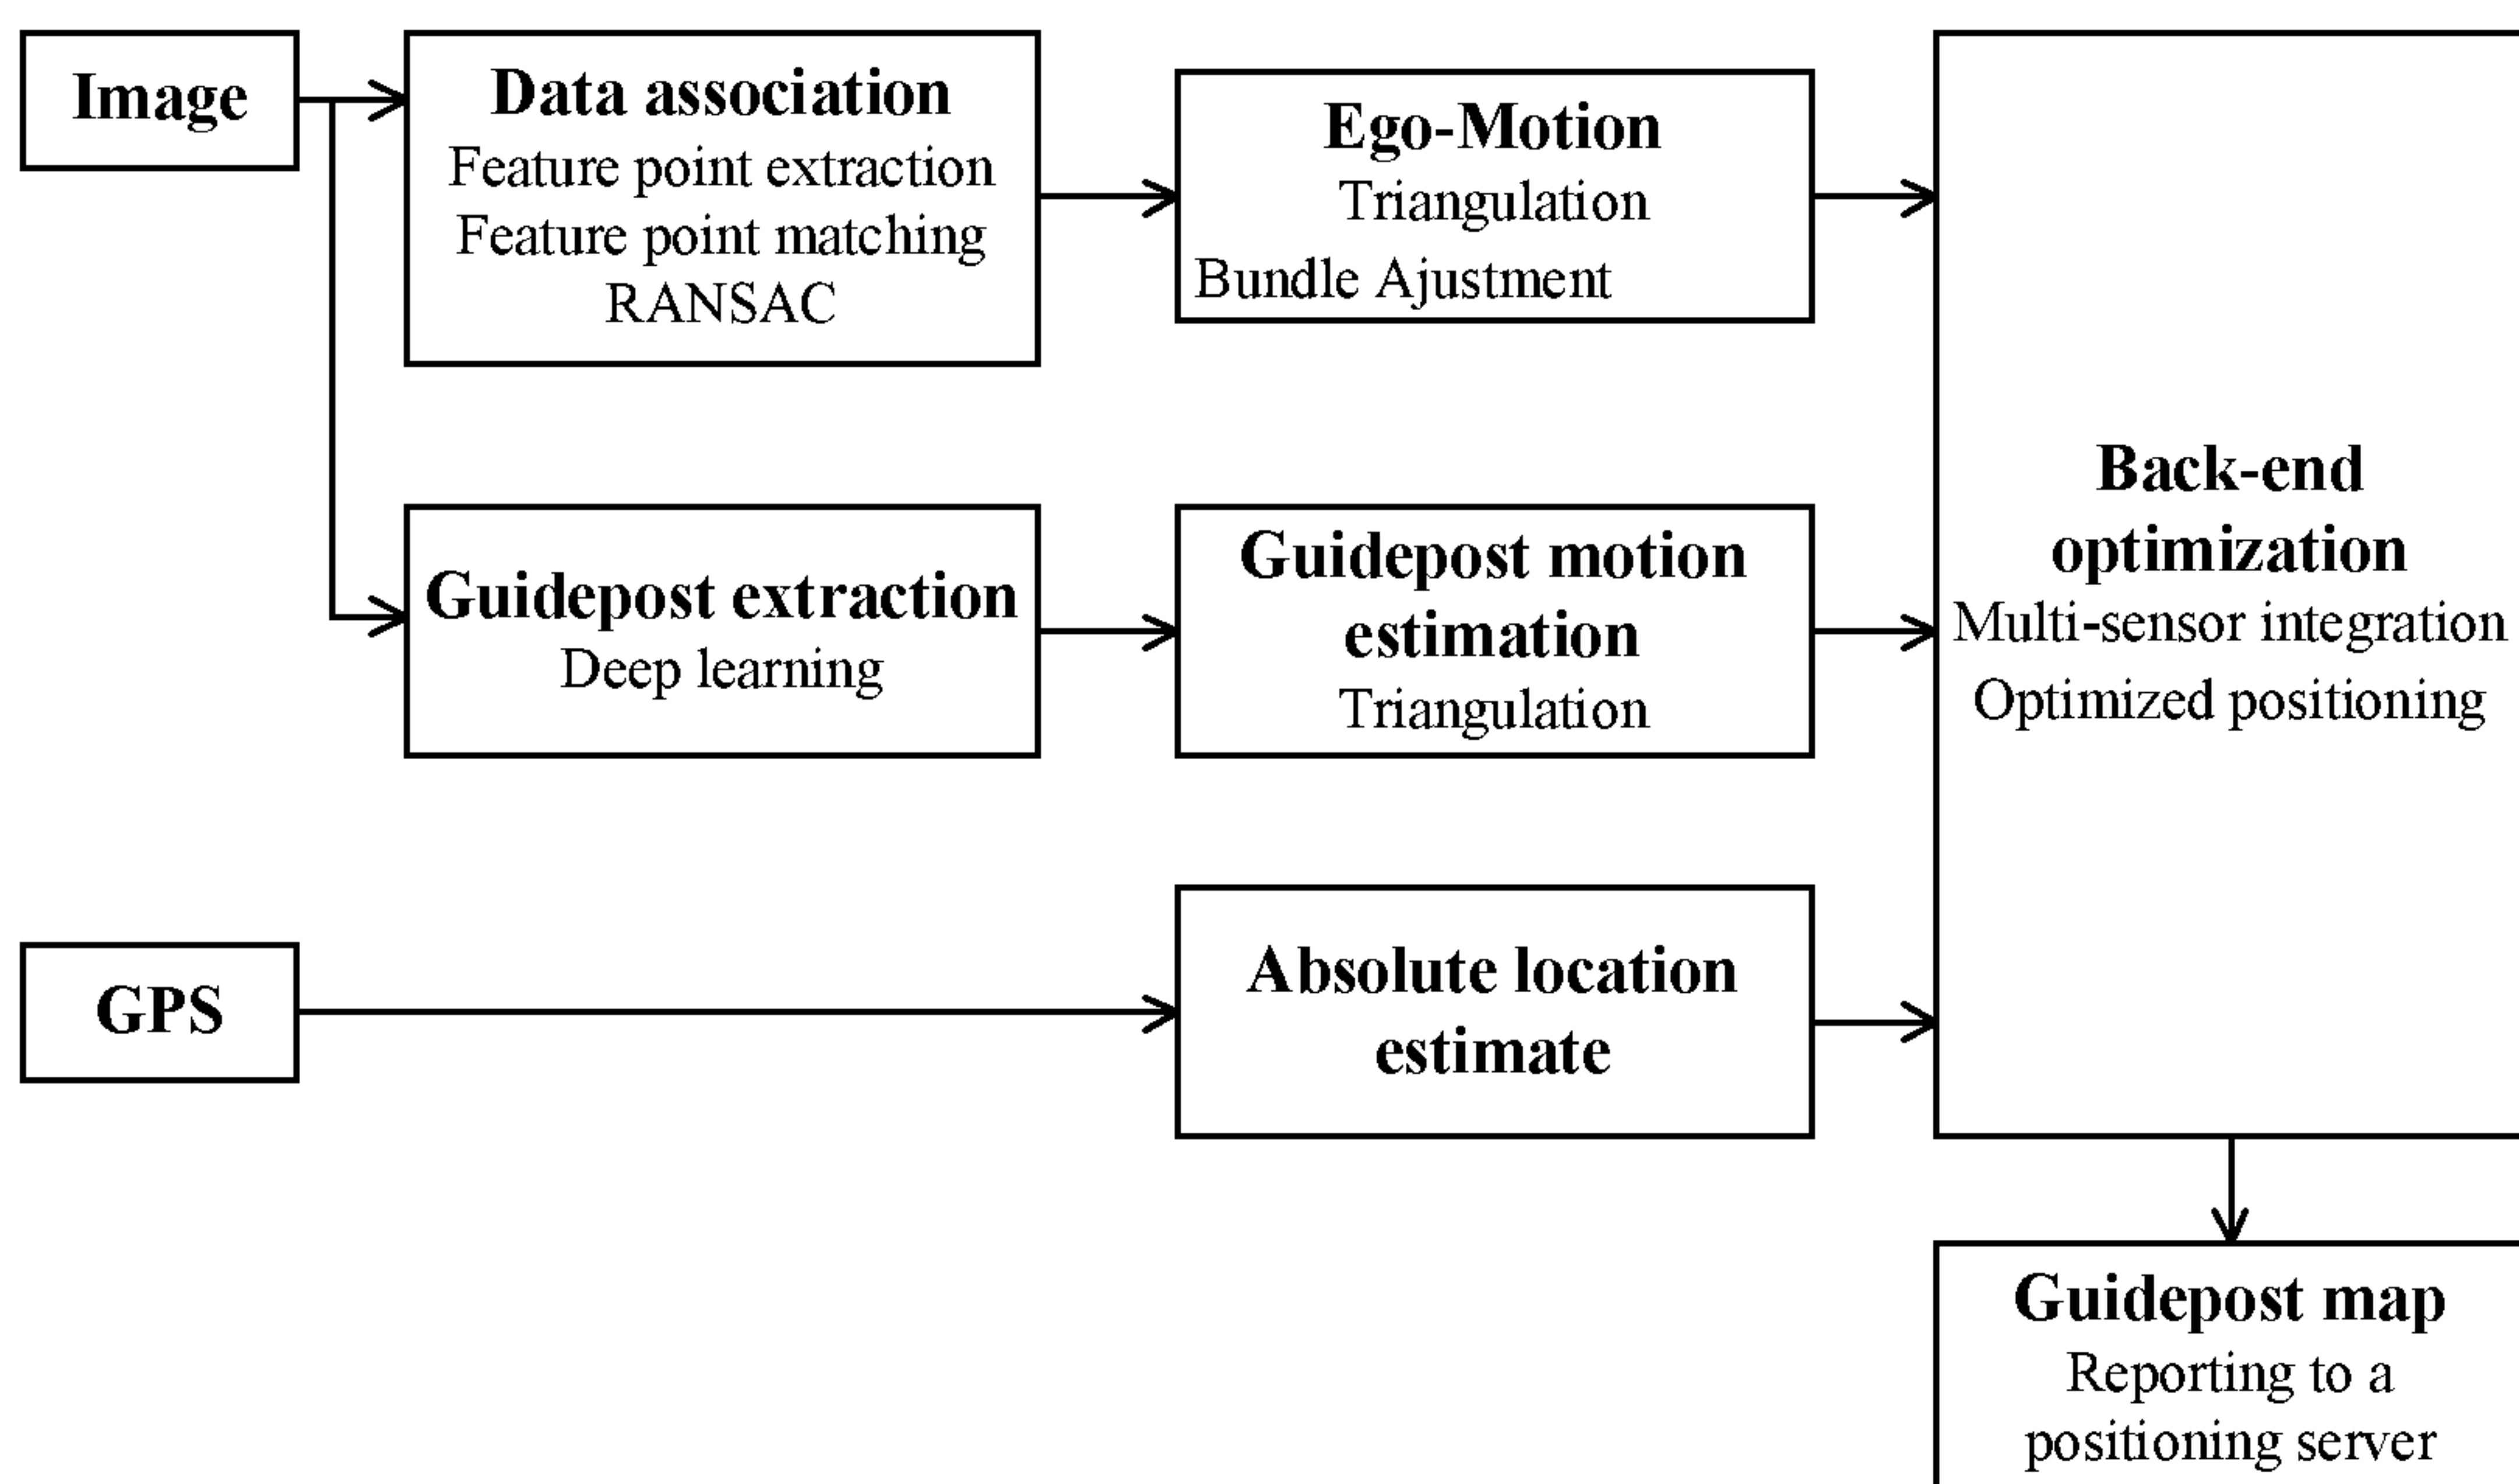 Image
Data association
Feature point extraction
Feature point matching
RANSAC
Ego-Motion
Triangulation
Bundle Ajustment
Guidepost extraction
Deep learning
Guidepost motion
estimation
Triangulation
GPS
Absolute location
estimate
Back-end
optimization
Multi-sensor integration
Optimized positioning
Guidepost map
Reporting to a
positioning server